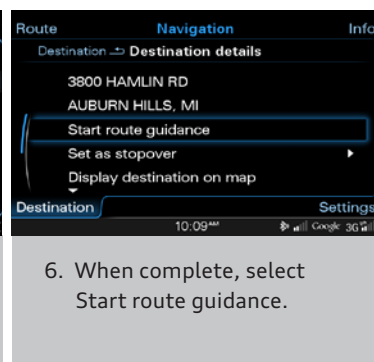 Route Navigation Info
Destination Destination details
3800 HAMLIN RD
AUBURN HILLS, MI
Start route guidance
Set as stopover
Display destination on map
Destination Settings
10:09 AM Google 3G
6. When complete, select
Start route guidance.